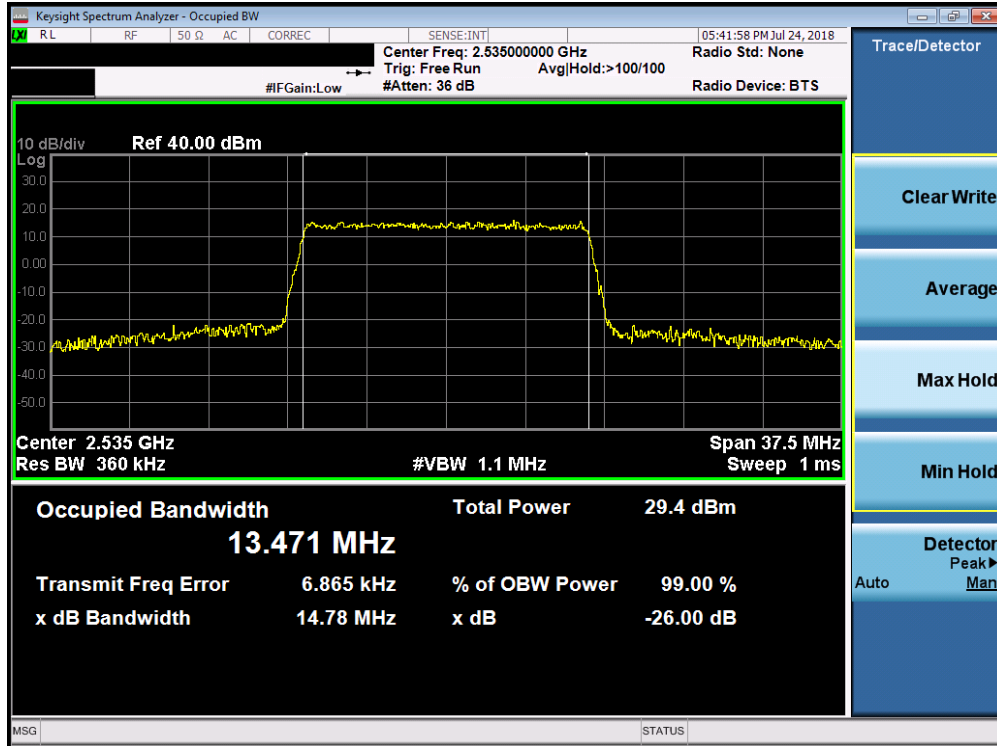 Keysight Spectrum Analyzer - Occupied BW
LXI RL RF 50 Ω AC CORREC SENSE:INT 05:41:58 PM Jul 24, 2018
Center Freq: 2.535000000 GHz Radio Std: None
Trig: Free Run Avg|Hold:>100/100
#IFGain:Low #Atten: 36 dB Radio Device: BTS
Trace/Detector
10 dB/div Ref 40.00 dBm
Log
30.0
20.0
10.0
0.00
-10.0
-20.0
-30.0
-40.0
-50.0
Center 2.535 GHz Span 37.5 MHz
Res BW 360 kHz #VBW 1.1 MHz Sweep 1 ms
Occupied Bandwidth Total Power 29.4 dBm
13.471 MHz
Transmit Freq Error 6.865 kHz % of OBW Power 99.00 %
x dB Bandwidth 14.78 MHz x dB -26.00 dB
Clear Write
Average
Max Hold
Min Hold
Detector
Peak▶
Auto Man
MSG STATUS